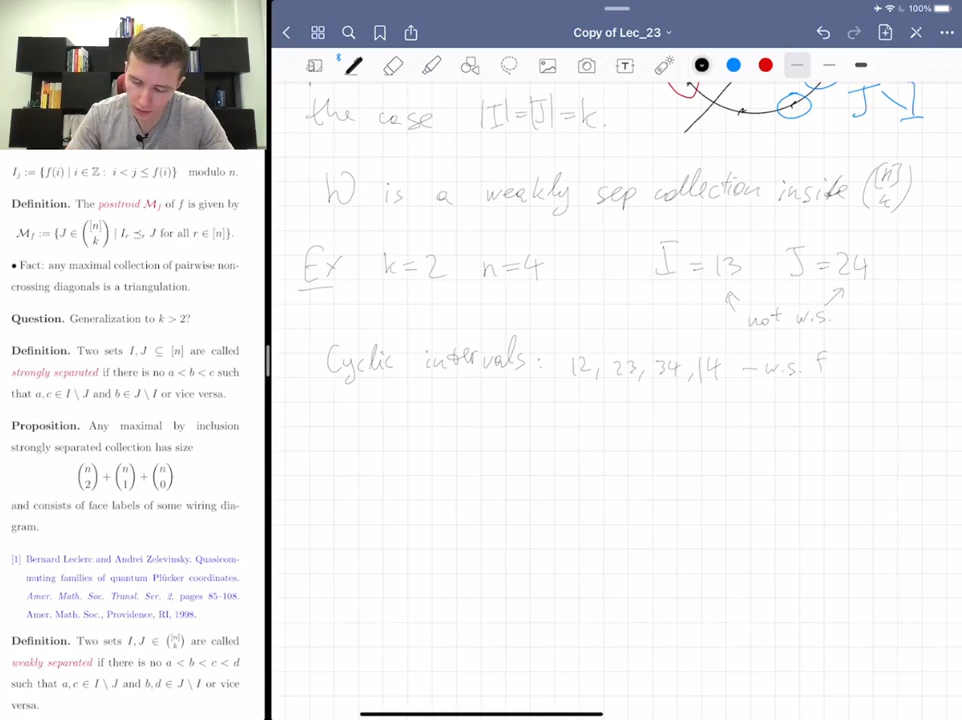 100%
Copy of Lec_23
I_j := {f(i) | i ∈ ℤ : i < j ≤ f(i)} modulo n.
Definition. The positroid M_f of f is given by
M_f := {J ∈ ([n] k) | I_r ⪯_r J for all r ∈ [n]}.
• Fact: any maximal collection of pairwise non-
crossing diagonals is a triangulation.
Question. Generalization to k > 2?
Definition. Two sets I, J ⊆ [n] are called
strongly separated if there is no a < b < c such
that a, c ∈ I \ J and b ∈ J \ I or vice versa.
Proposition. Any maximal by inclusion
strongly separated collection has size
(n 2) + (n 1) + (n 0)
and consists of face labels of some wiring dia-
gram.
[1] Bernard Leclerc and Andrei Zelevinsky. Quasicom-
muting families of quantum Plücker coordinates.
Amer. Math. Soc. Transl. Ser. 2, pages 85–108.
Amer. Math. Soc., Providence, RI, 1998.
Definition. Two sets I, J ∈ ([n] k) are called
weakly separated if there is no a < b < c < d
such that a, c ∈ I \ J and b, d ∈ J \ I or vice
versa.
the case |I|=|J|=k.
J \ I
W is a weakly sep collection inside ([n] k)
Ex k=2 n=4 I = 13 J = 24
not w.s.
Cyclic intervals: 12, 23, 34, 14 – w.s. f